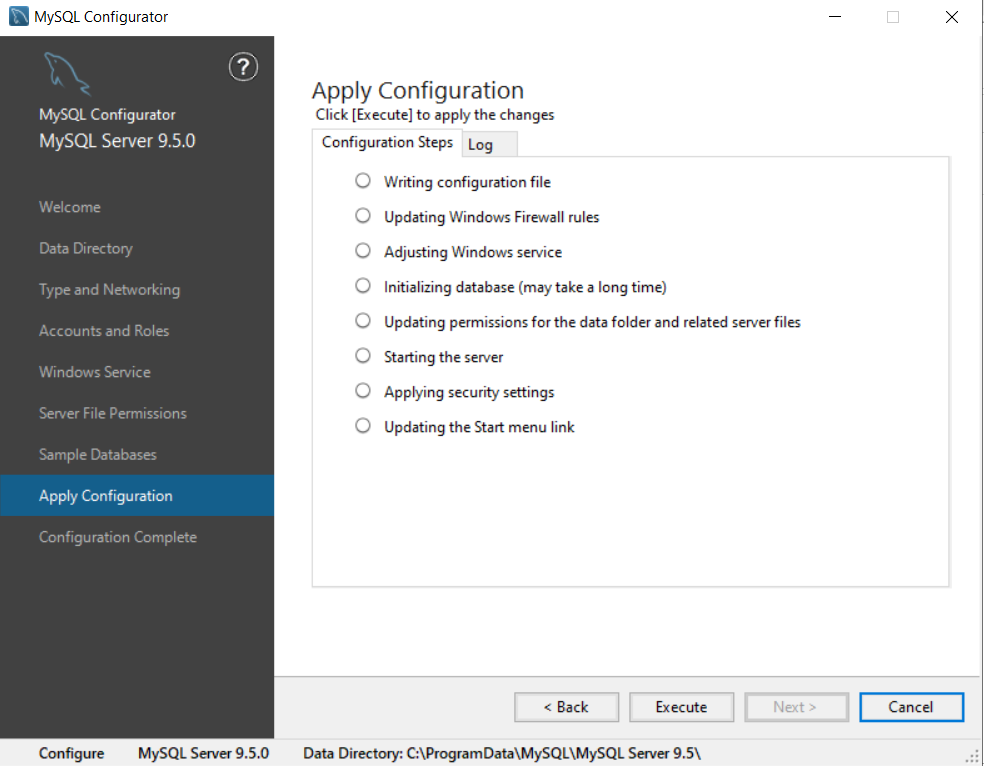 MySQL Configurator
?
MySQL Configurator
MySQL Server 9.5.0
Welcome
Data Directory
Type and Networking
Accounts and Roles
Windows Service
Server File Permissions
Sample Databases
Apply Configuration
Configuration Complete
Apply Configuration
Click [Execute] to apply the changes
Configuration Steps Log
Writing configuration file
Updating Windows Firewall rules
Adjusting Windows service
Initializing database (may take a long time)
Updating permissions for the data folder and related server files
Starting the server
Applying security settings
Updating the Start menu link
< Back Execute Next > Cancel
Configure MySQL Server 9.5.0 Data Directory: C:\ProgramData\MySQL\MySQL Server 9.5\